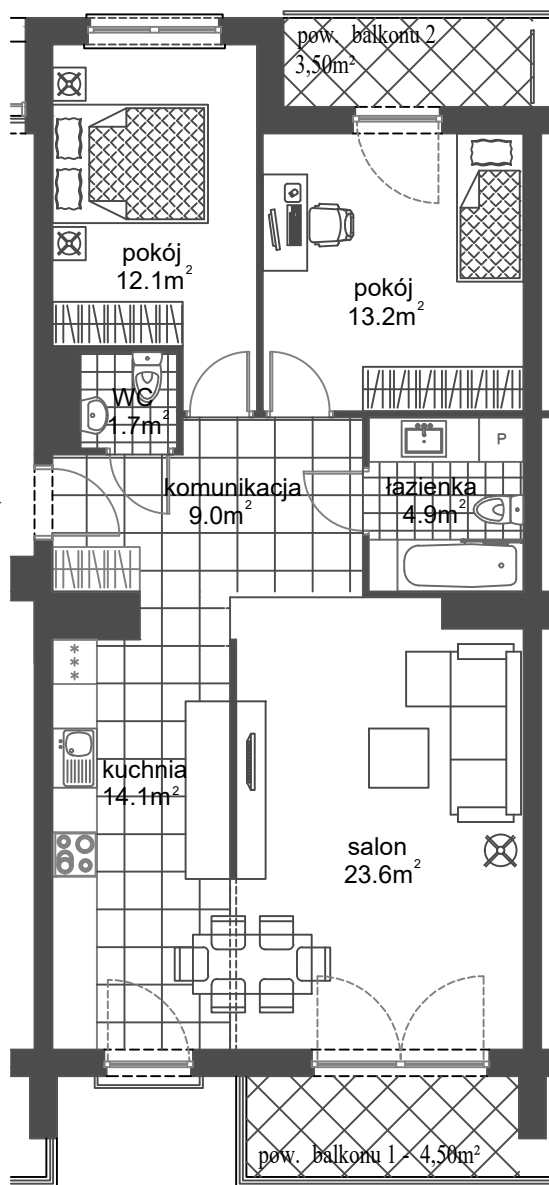 pow. balkonu 2
3,50m²
pokój
12.1m²
pokój
13.2m²
WC
1.7m²
komunikacja
9.0m²
łazienka
4.9m²
P
kuchnia
14.1m²
salon
23.6m²
pow. balkonu 1 - 4,50m²